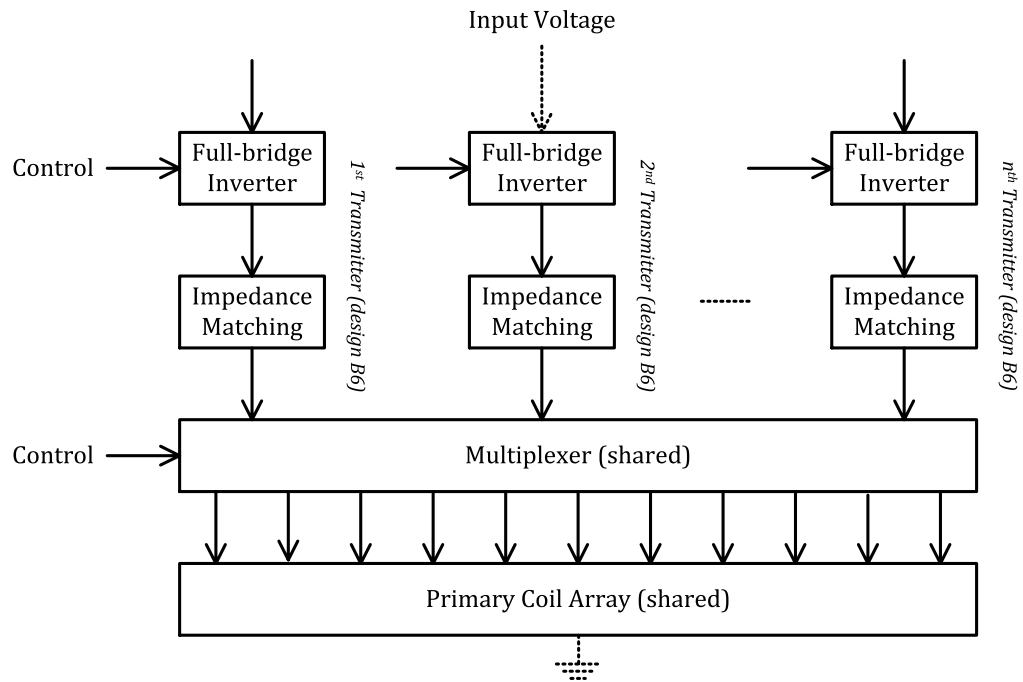 Input Voltage
Control
Full-bridge
Inverter
1st Transmitter (design B6)
Full-bridge
Inverter
2nd Transmitter (design B6)
Full-bridge
Inverter
nth Transmitter (design B6)
Impedance
Matching
Impedance
Matching
Impedance
Matching
Control
Multiplexer (shared)
Primary Coil Array (shared)